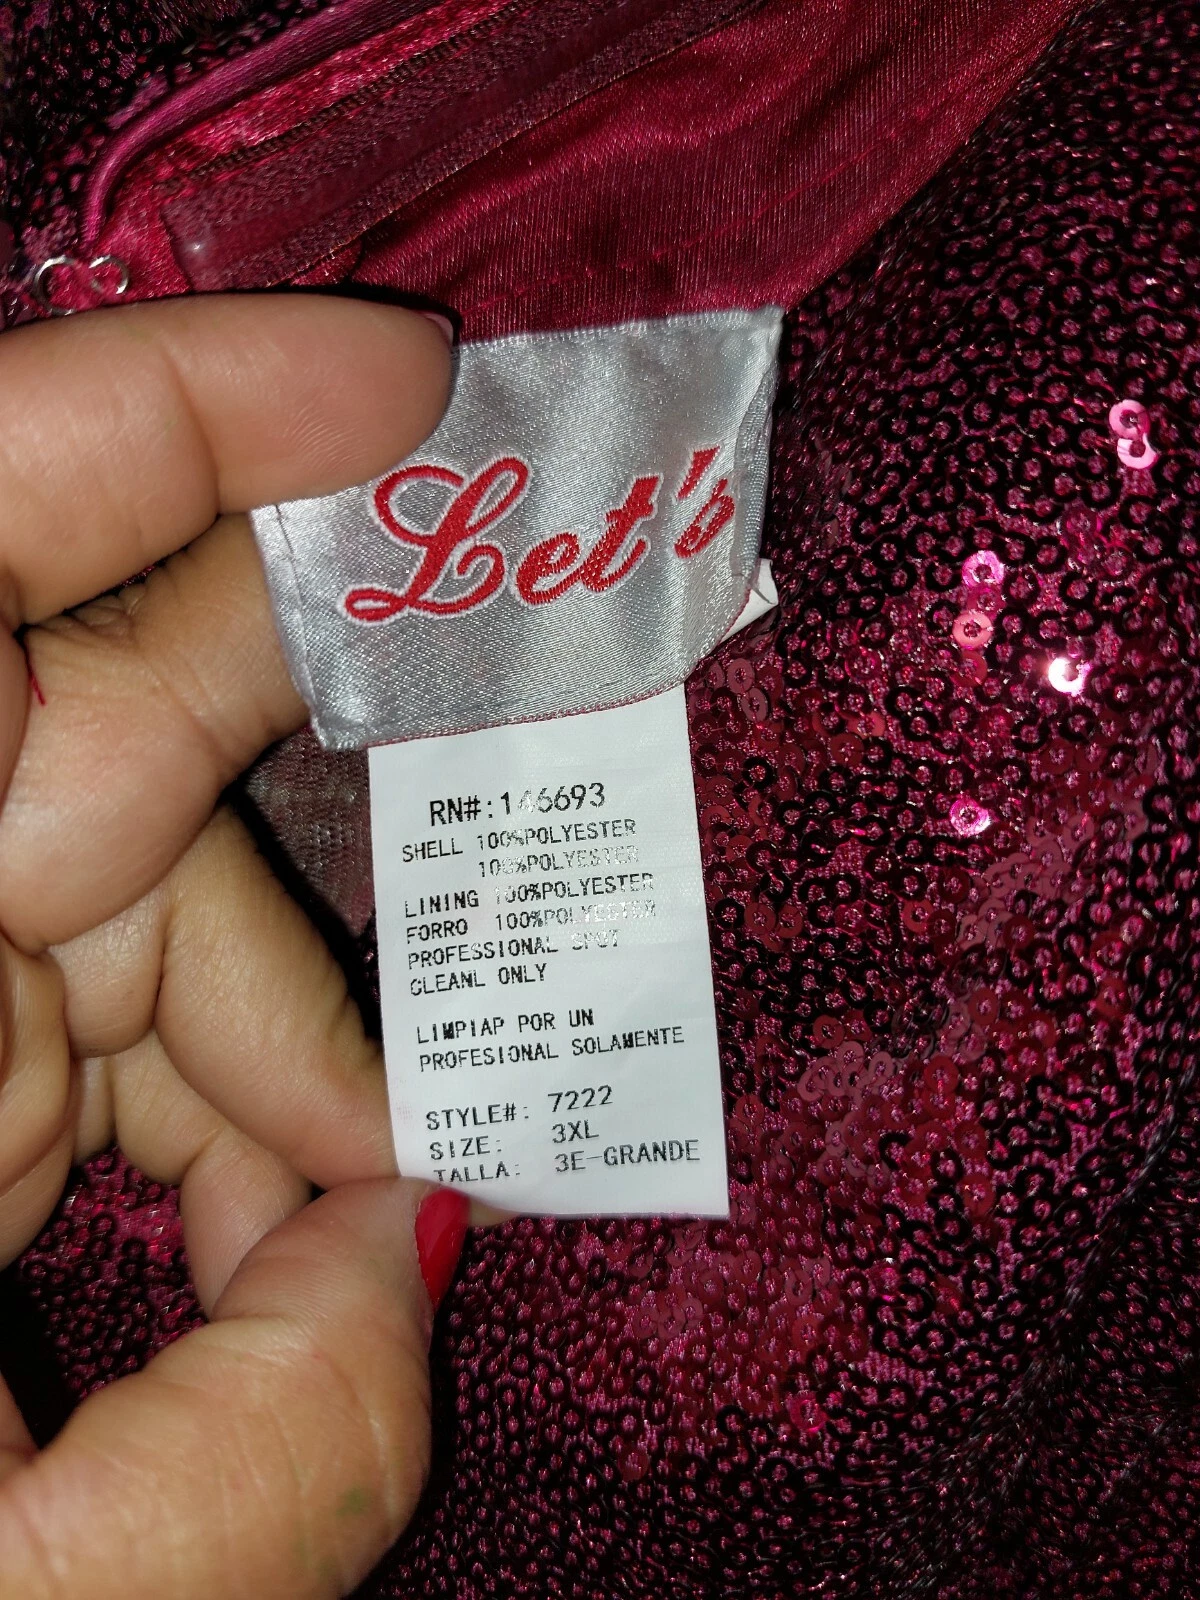 Let's
RN#:146693
SHELL 100%POLYESTER
100%POLYESTER
LINING 100%POLYESTER
FORRO 100%POLYESTER
PROFESSIONAL SPOT
CLEANL ONLY
LIMPIAP POR UN
PROFESIONAL SOLAMENTE
STYLE#: 7222
SIZE: 3XL
TALLA: 3E-GRANDE